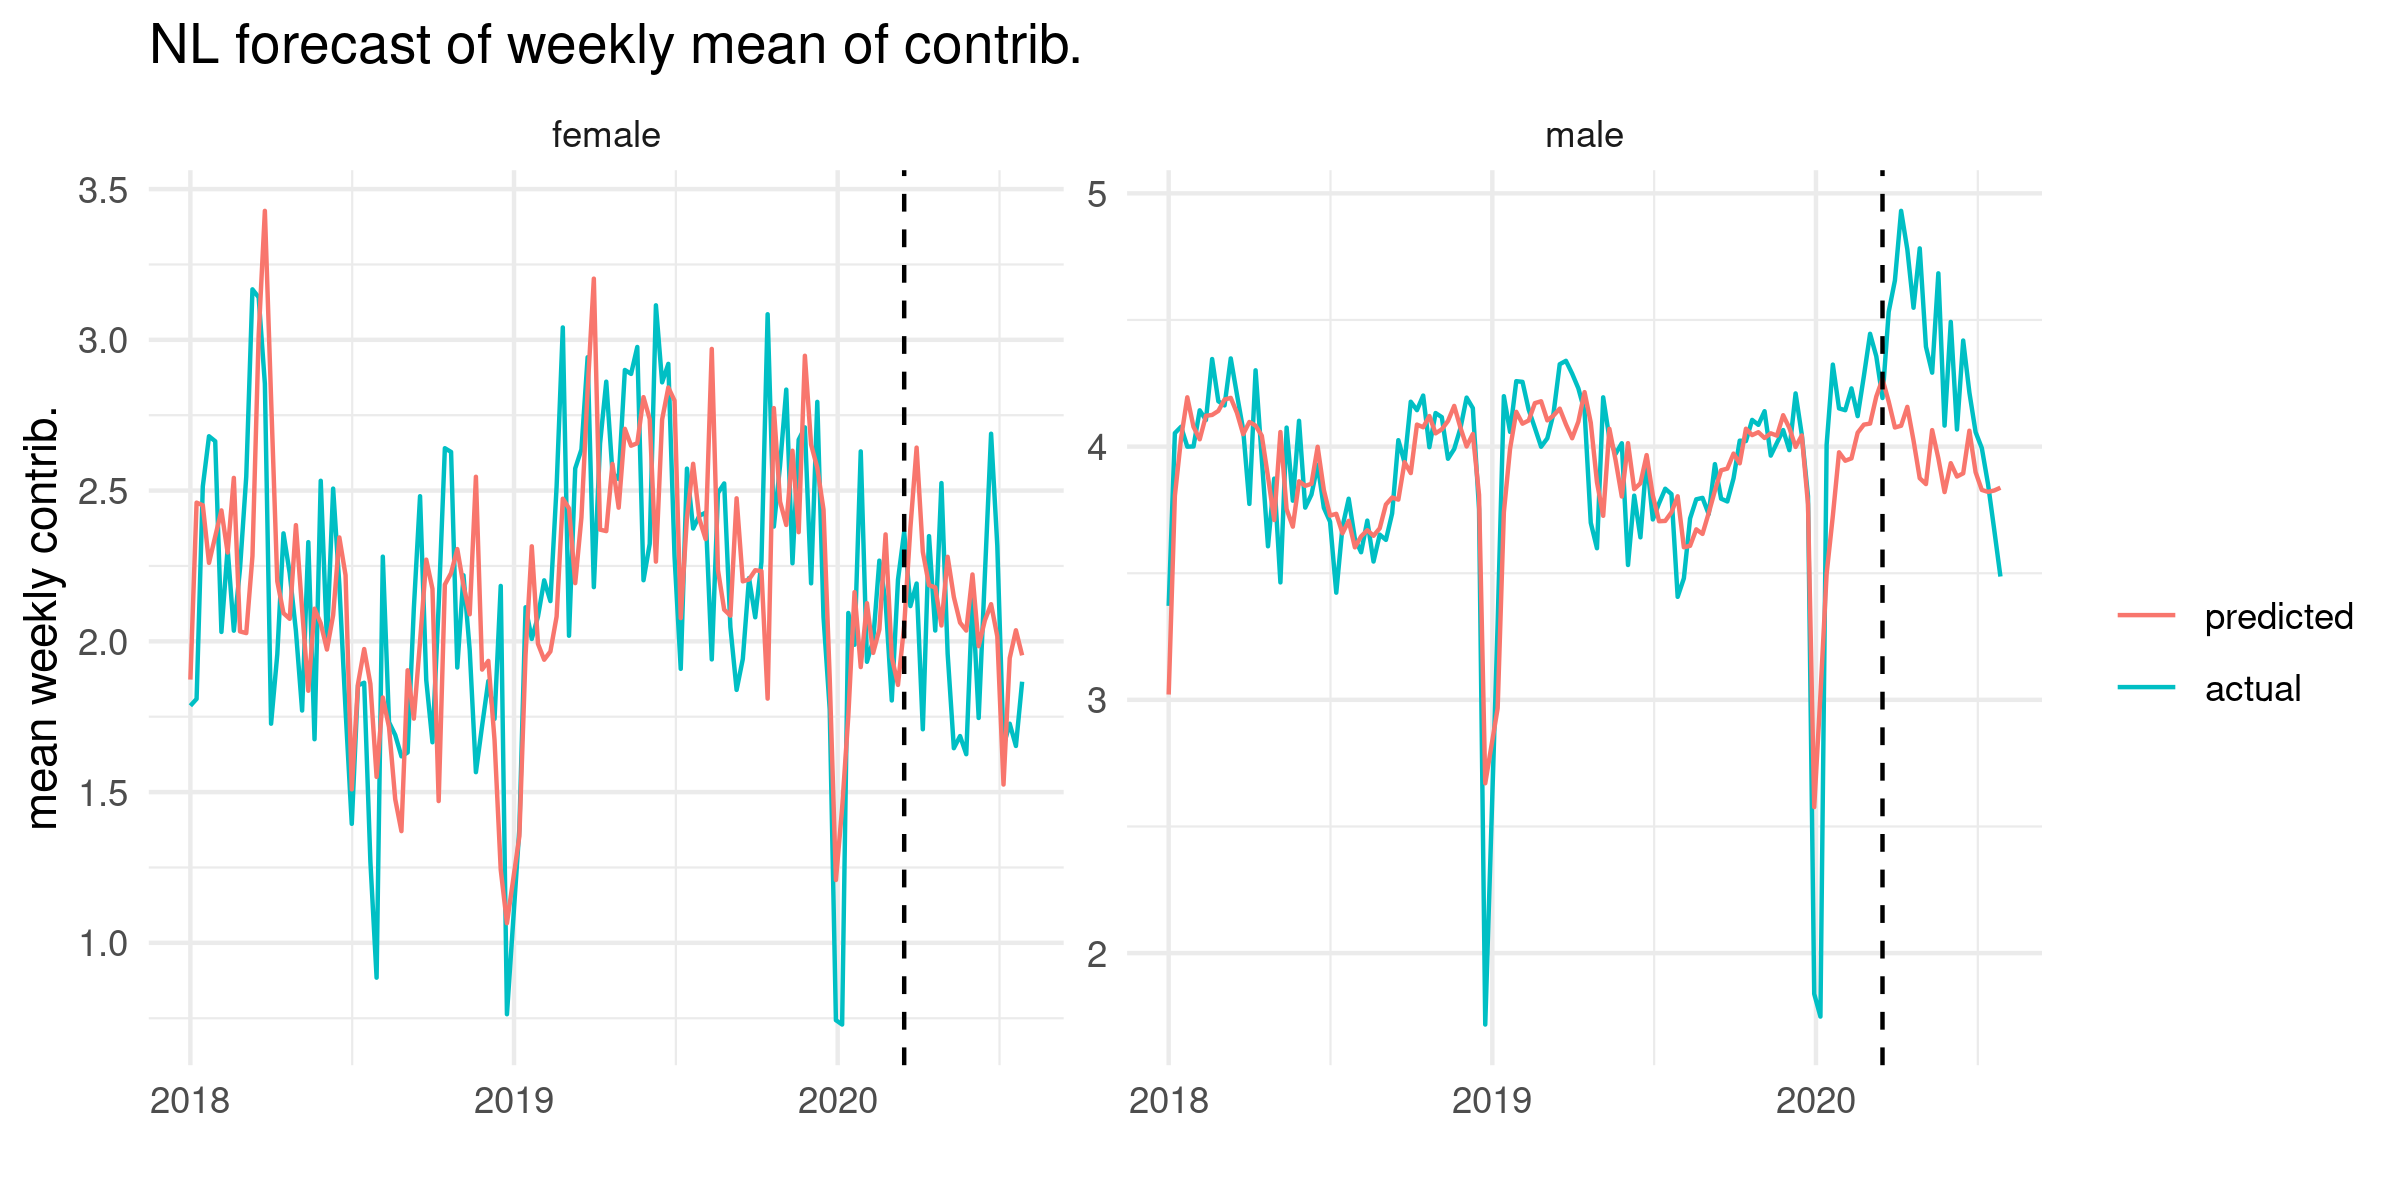 NL forecast of weekly mean of contrib.
female
male
mean weekly contrib.
3.5
3.0
2.5
2.0
1.5
1.0
5
4
3
2
2018
2019
2020
2018
2019
2020
predicted
actual